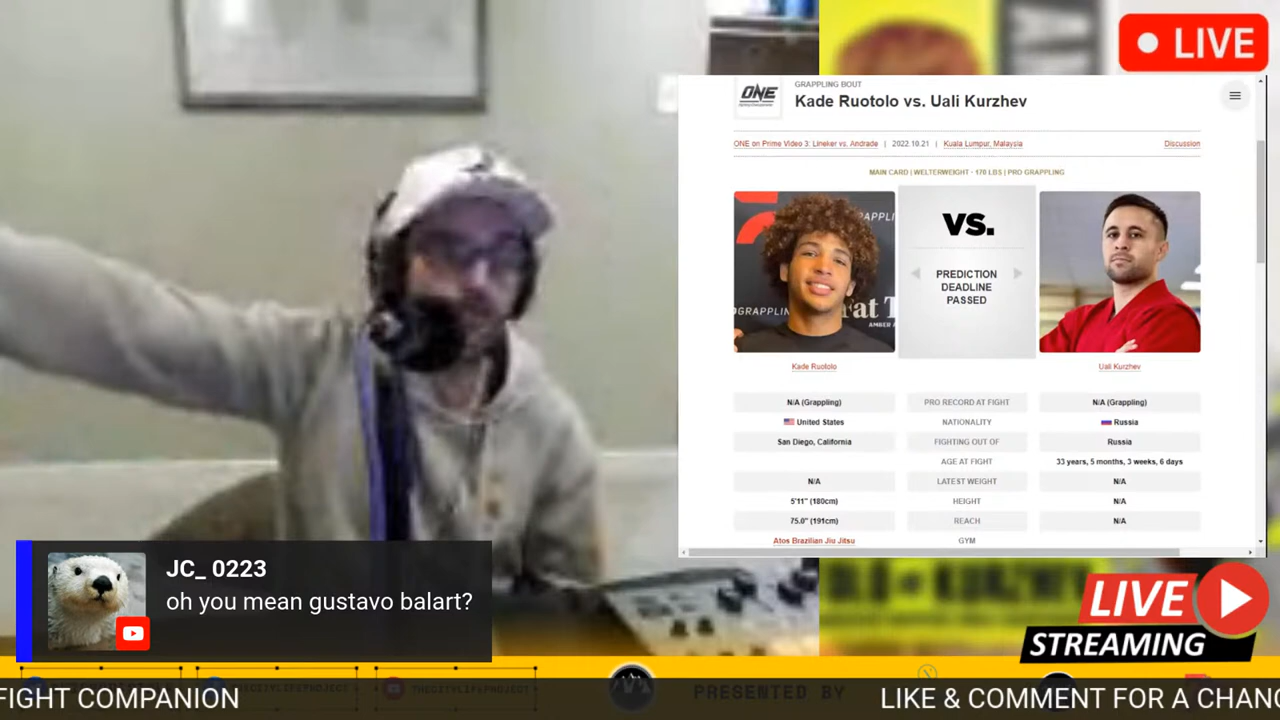 LIVE
GRAPPLING BOUT
ONE
Kade Ruotolo vs. Uali Kurzhev
ONE on Prime Video 3: Lineker vs. Andrade | 2022.10.21 | Kuala Lumpur, Malaysia
Discussion
MAIN CARD | WELTERWEIGHT · 170 LBS | PRO GRAPPLING
VS.
PREDICTION
DEADLINE
PASSED
Kade Ruotolo
Uali Kurzhev
N/A (Grappling) PRO RECORD AT FIGHT N/A (Grappling)
United States NATIONALITY Russia
San Diego, California FIGHTING OUT OF Russia
AGE AT FIGHT 33 years, 5 months, 3 weeks, 6 days
N/A LATEST WEIGHT N/A
5'11" (180cm) HEIGHT N/A
75.0" (191cm) REACH N/A
Atos Brazilian Jiu Jitsu GYM
JC_ 0223
oh you mean gustavo balart?
LIVE
STREAMING
THECITYLIFEPROJECT
PRESENTED BY
FIGHT COMPANION
LIKE & COMMENT FOR A CHANC